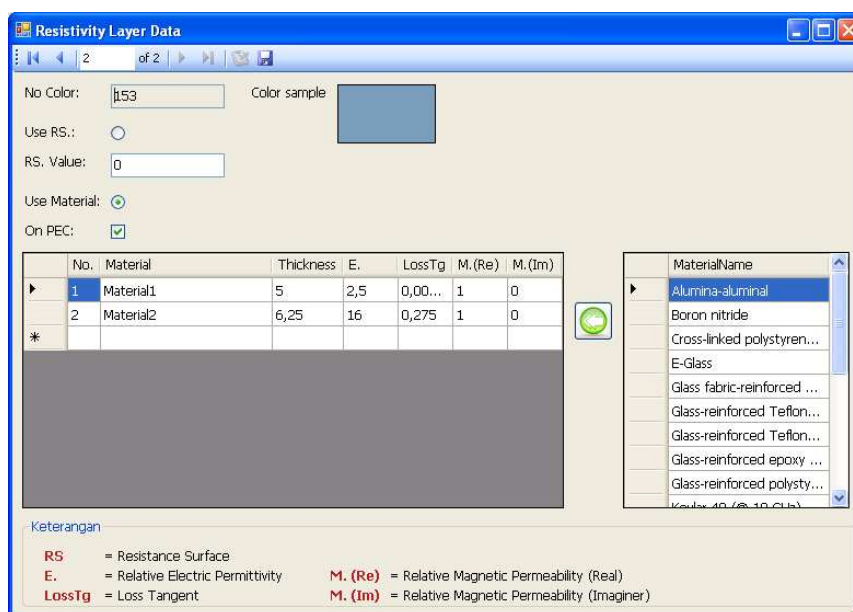 Resistivity Layer Data
2 of 2
No Color: 153 Color sample
Use RS.:
RS. Value: 0
Use Material:
On PEC:
No. Material Thickness E. LossTg M.(Re) M.(Im)
1 Material1 5 2,5 0,00... 1 0
2 Material2 6,25 16 0,275 1 0
MaterialName
Alumina-aluminal
Boron nitride
Cross-linked polystyren...
E-Glass
Glass fabric-reinforced ...
Glass-reinforced Teflon...
Glass-reinforced Teflon...
Glass-reinforced epoxy ...
Glass-reinforced polysty...
Keterangan
RS = Resistance Surface
E. = Relative Electric Permittivity M. (Re) = Relative Magnetic Permeability (Real)
LossTg = Loss Tangent M. (Im) = Relative Magnetic Permeability (Imaginer)